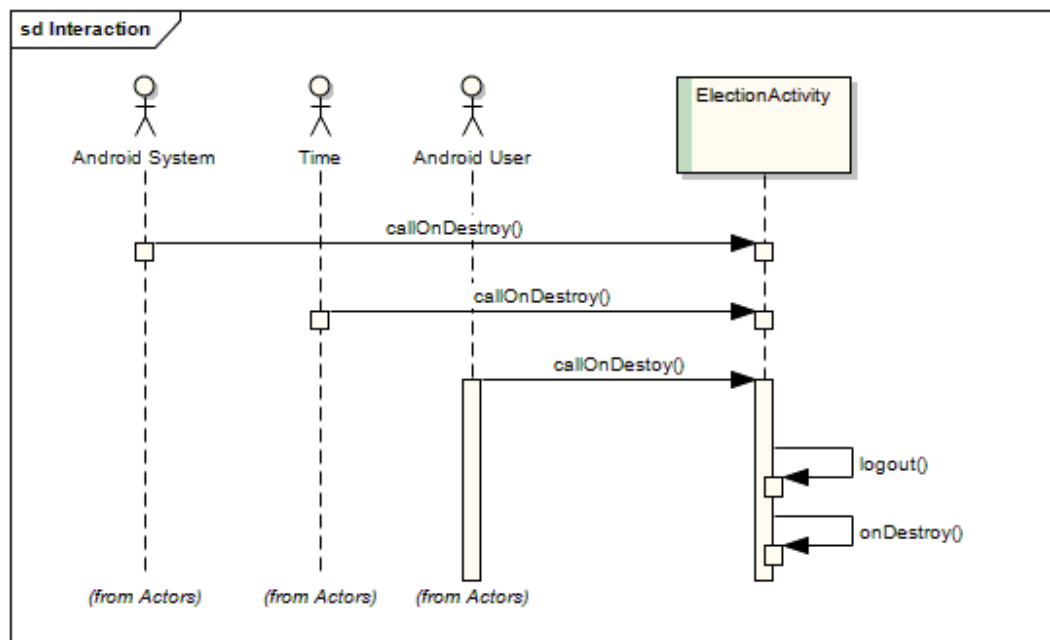 sd Interaction
ElectionActivity
Android System
Time
Android User
callOnDestroy()
callOnDestroy()
callOnDestoy()
logout()
onDestroy()
(from Actors)
(from Actors)
(from Actors)